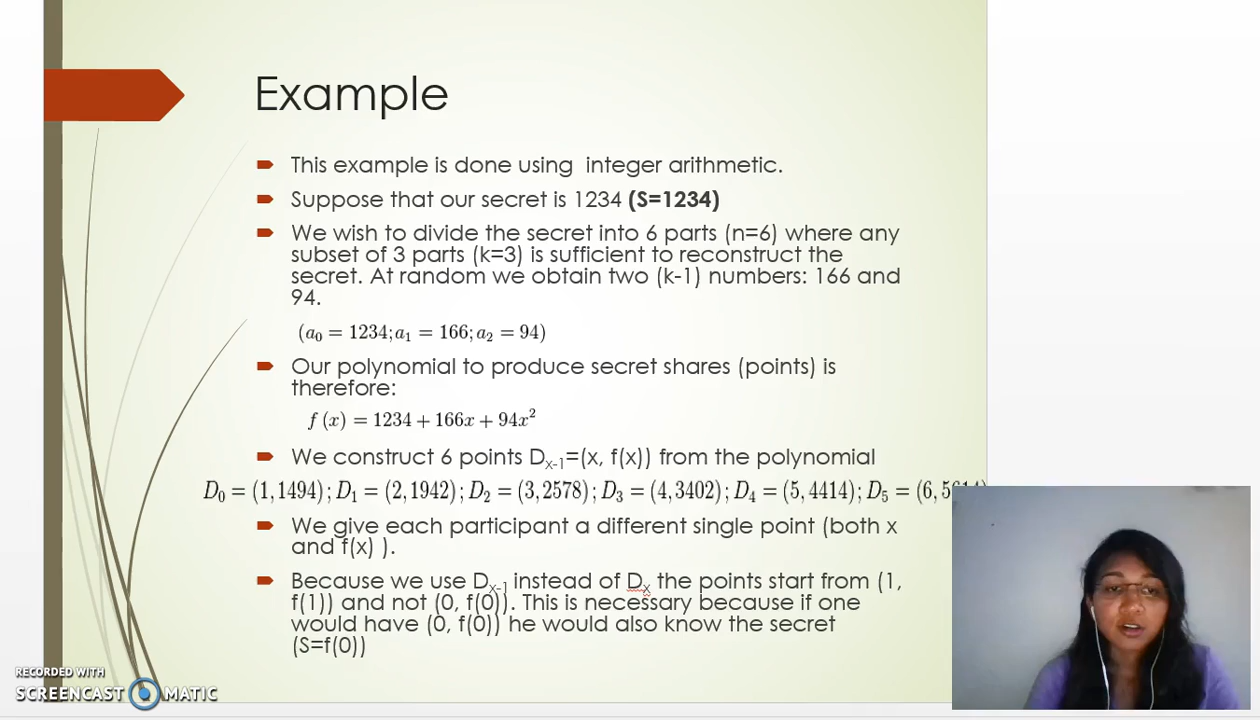 Example
This example is done using integer arithmetic.
Suppose that our secret is 1234 (S=1234)
We wish to divide the secret into 6 parts (n=6) where any
subset of 3 parts (k=3) is sufficient to reconstruct the
secret. At random we obtain two (k-1) numbers: 166 and
94.
(a₀ = 1234; a₁ = 166; a₂ = 94)
Our polynomial to produce secret shares (points) is
therefore:
f (x) = 1234 + 166x + 94x²
We construct 6 points Dₓ₋₁=(x, f(x)) from the polynomial
D₀ = (1, 1494); D₁ = (2, 1942); D₂ = (3, 2578); D₃ = (4, 3402); D₄ = (5, 4414); D₅ = (6,
We give each participant a different single point (both x
and f(x) ).
Because we use Dₓ₋₁ instead of Dₓ the points start from (1,
f(1)) and not (0, f(0)). This is necessary because if one
would have (0, f(0)) he would also know the secret
(S=f(0))
RECORDED WITH
SCREENCAST MATIC